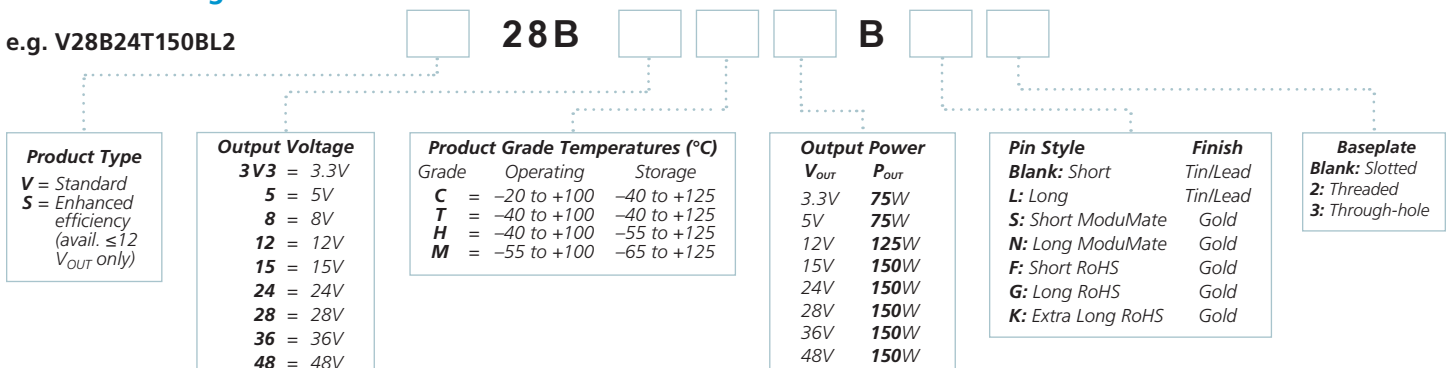 e.g. V28B24T150BL2
28B
B
Product Type
V = Standard
S = Enhanced
efficiency
(avail. ≤12
VOUT only)
Output Voltage
3V3 = 3.3V
5 = 5V
8 = 8V
12 = 12V
15 = 15V
24 = 24V
28 = 28V
36 = 36V
48 = 48V
Product Grade Temperatures (°C)
Grade Operating Storage
C = –20 to +100 –40 to +125
T = –40 to +100 –40 to +125
H = –40 to +100 –55 to +125
M = –55 to +100 –65 to +125
Output Power
VOUT POUT
3.3V 75W
5V 75W
12V 125W
15V 150W
24V 150W
28V 150W
36V 150W
48V 150W
Pin Style Finish
Blank: Short Tin/Lead
L: Long Tin/Lead
S: Short ModuMate Gold
N: Long ModuMate Gold
F: Short RoHS Gold
G: Long RoHS Gold
K: Extra Long RoHS Gold
Baseplate
Blank: Slotted
2: Threaded
3: Through-hole